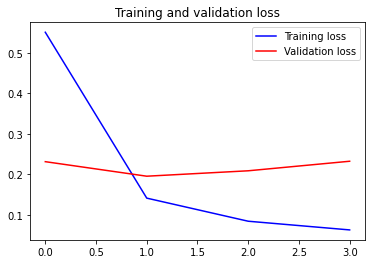 Training and validation loss
Training loss
Validation loss
0.5
0.4
0.3
0.2
0.1
0.0 0.5 1.0 1.5 2.0 2.5 3.0